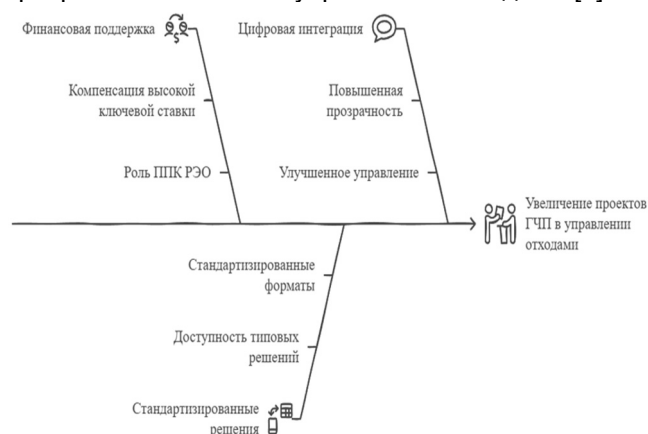 Финансовая поддержка
Цифровая интеграция
Компенсация высокой
ключевой ставки
Повышенная
прозрачность
Роль ППК РЭО
Улучшенное управление
Увеличение проектов
ГЧП в управлении
отходами
Стандартизированные
форматы
Доступность типовых
решений
Стандартизированные
решения